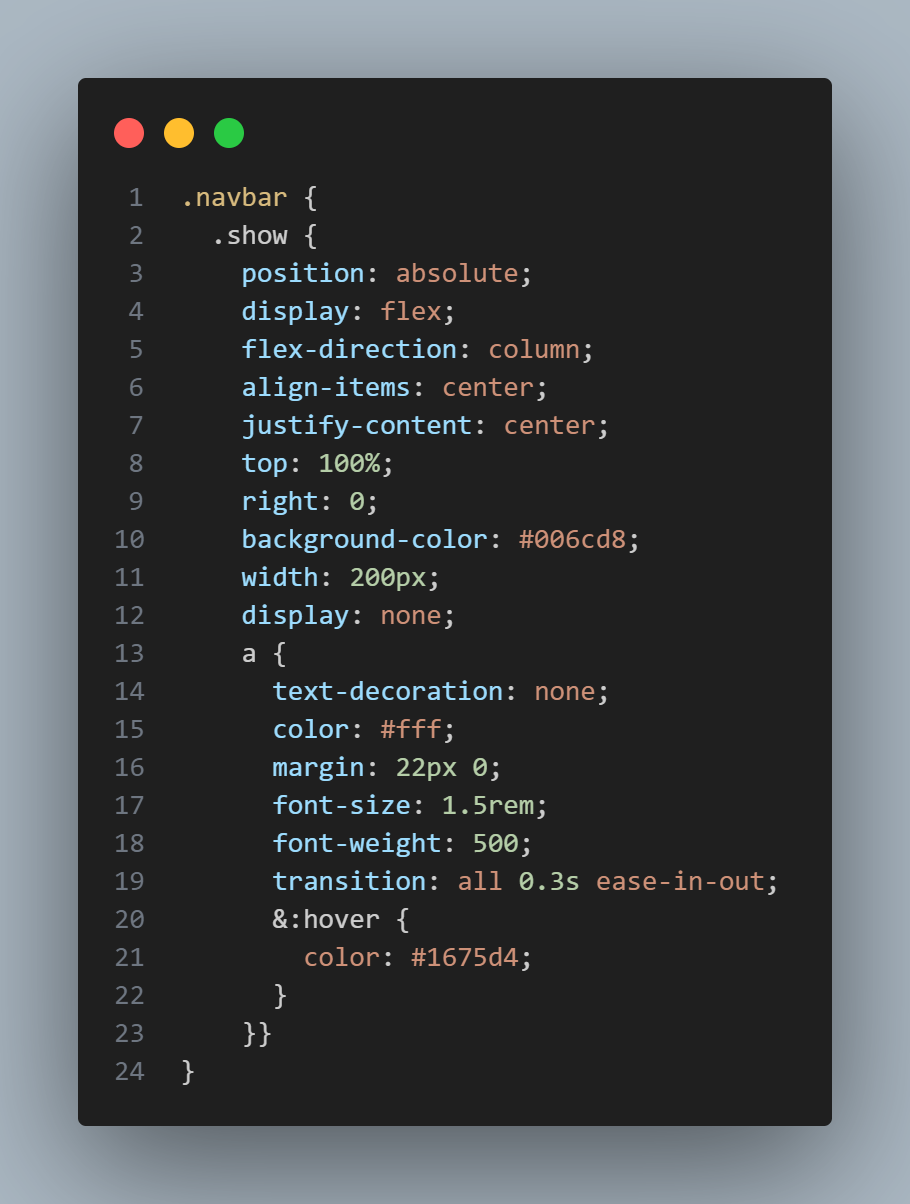 1 .navbar {
2   .show {
3     position: absolute;
4     display: flex;
5     flex-direction: column;
6     align-items: center;
7     justify-content: center;
8     top: 100%;
9     right: 0;
10     background-color: #006cd8;
11     width: 200px;
12     display: none;
13     a {
14       text-decoration: none;
15       color: #fff;
16       margin: 22px 0;
17       font-size: 1.5rem;
18       font-weight: 500;
19       transition: all 0.3s ease-in-out;
20       &:hover {
21         color: #1675d4;
22       }
23     }}
24 }